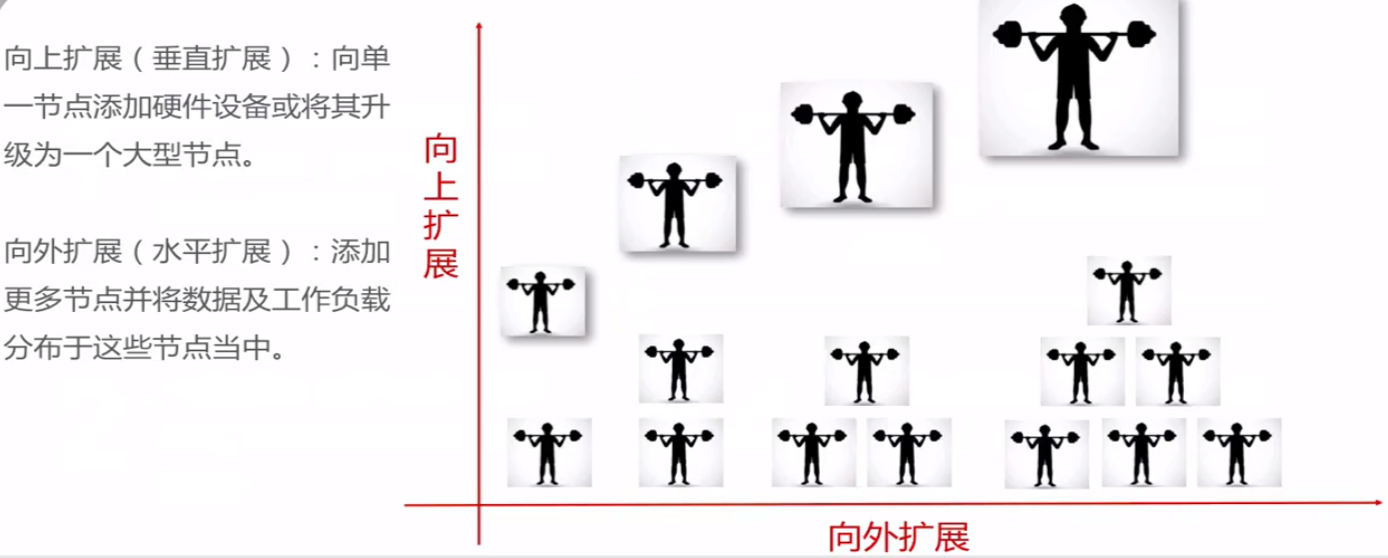 向上扩展（垂直扩展）：向单
一节点添加硬件设备或将其升
级为一个大型节点。
向外扩展（水平扩展）：添加
更多节点并将数据及工作负载
分布于这些节点当中。
向上扩展
向外扩展